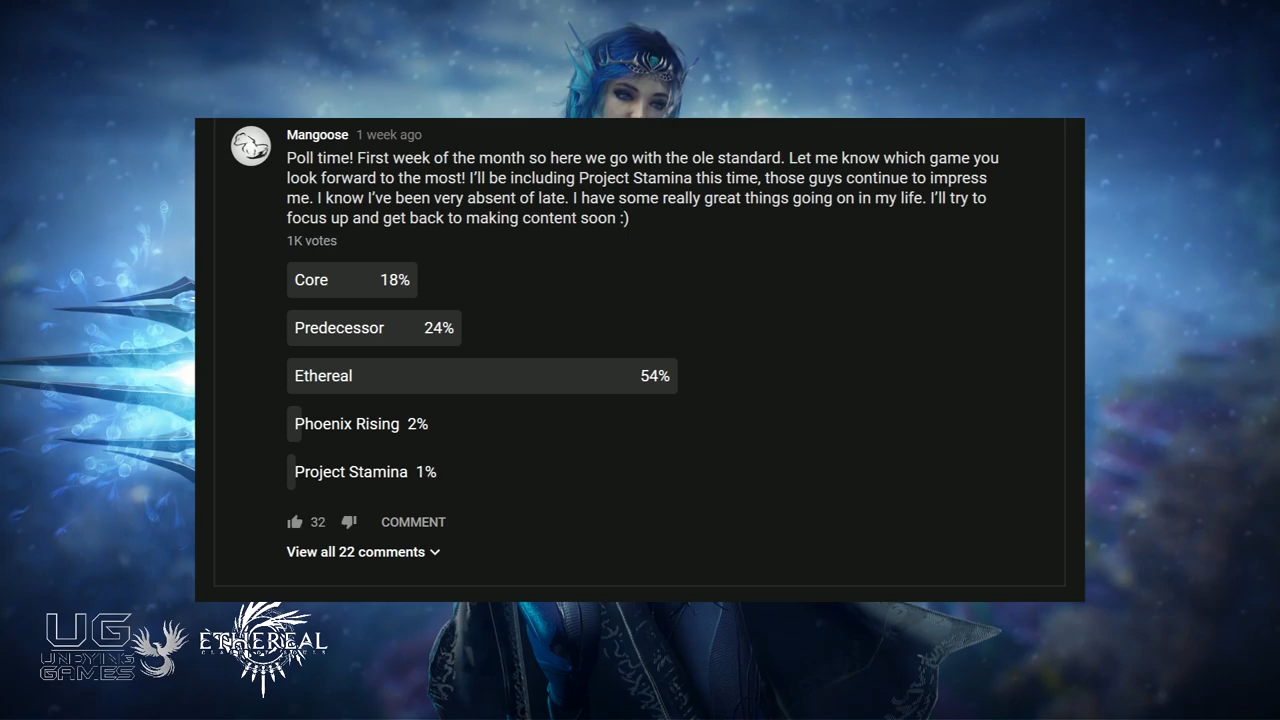 Mangoose 1 week ago
Poll time! First week of the month so here we go with the ole standard. Let me know which game you
look forward to the most! I’ll be including Project Stamina this time, those guys continue to impress
me. I know I’ve been very absent of late. I have some really great things going on in my life. I’ll try to
focus up and get back to making content soon :)
1K votes
Core 18%
Predecessor 24%
Ethereal 54%
Phoenix Rising 2%
Project Stamina 1%
32 COMMENT
View all 22 comments
UG
UNDYING
GAMES
ETHEREAL